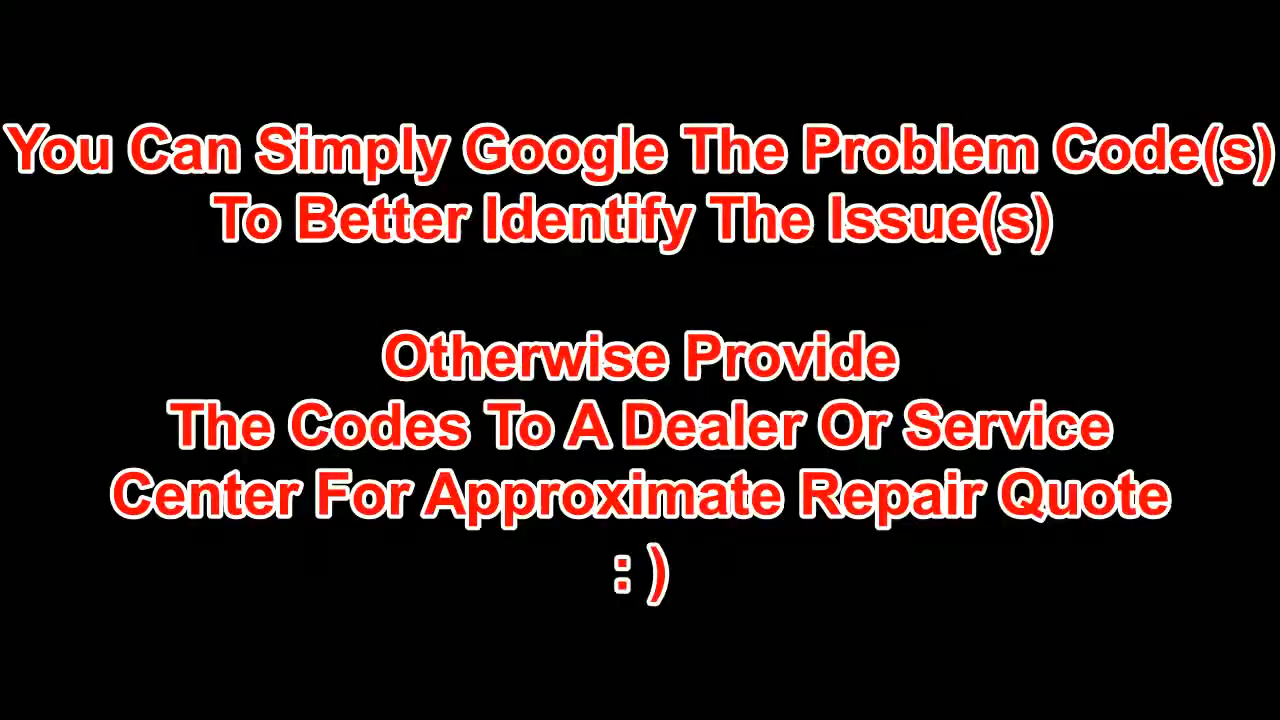 You Can Simply Google The Problem Code(s)
To Better Identify The Issue(s)
Otherwise Provide
The Codes To A Dealer Or Service
Center For Approximate Repair Quote
: )